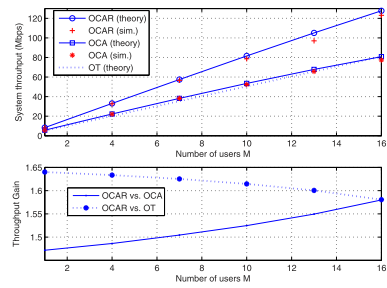 System throughput (Mbps)
120
100
80
60
40
20
0
OCAR (theory)
OCAR (sim.)
OCA (theory)
OCA (sim.)
OT (theory)
2 4 6 8 10 12 14 16
Number of users M
Throughput Gain
1.65
1.6
1.55
1.5
OCAR vs. OCA
OCAR vs. OT
2 4 6 8 10 12 14 16
Number of users M